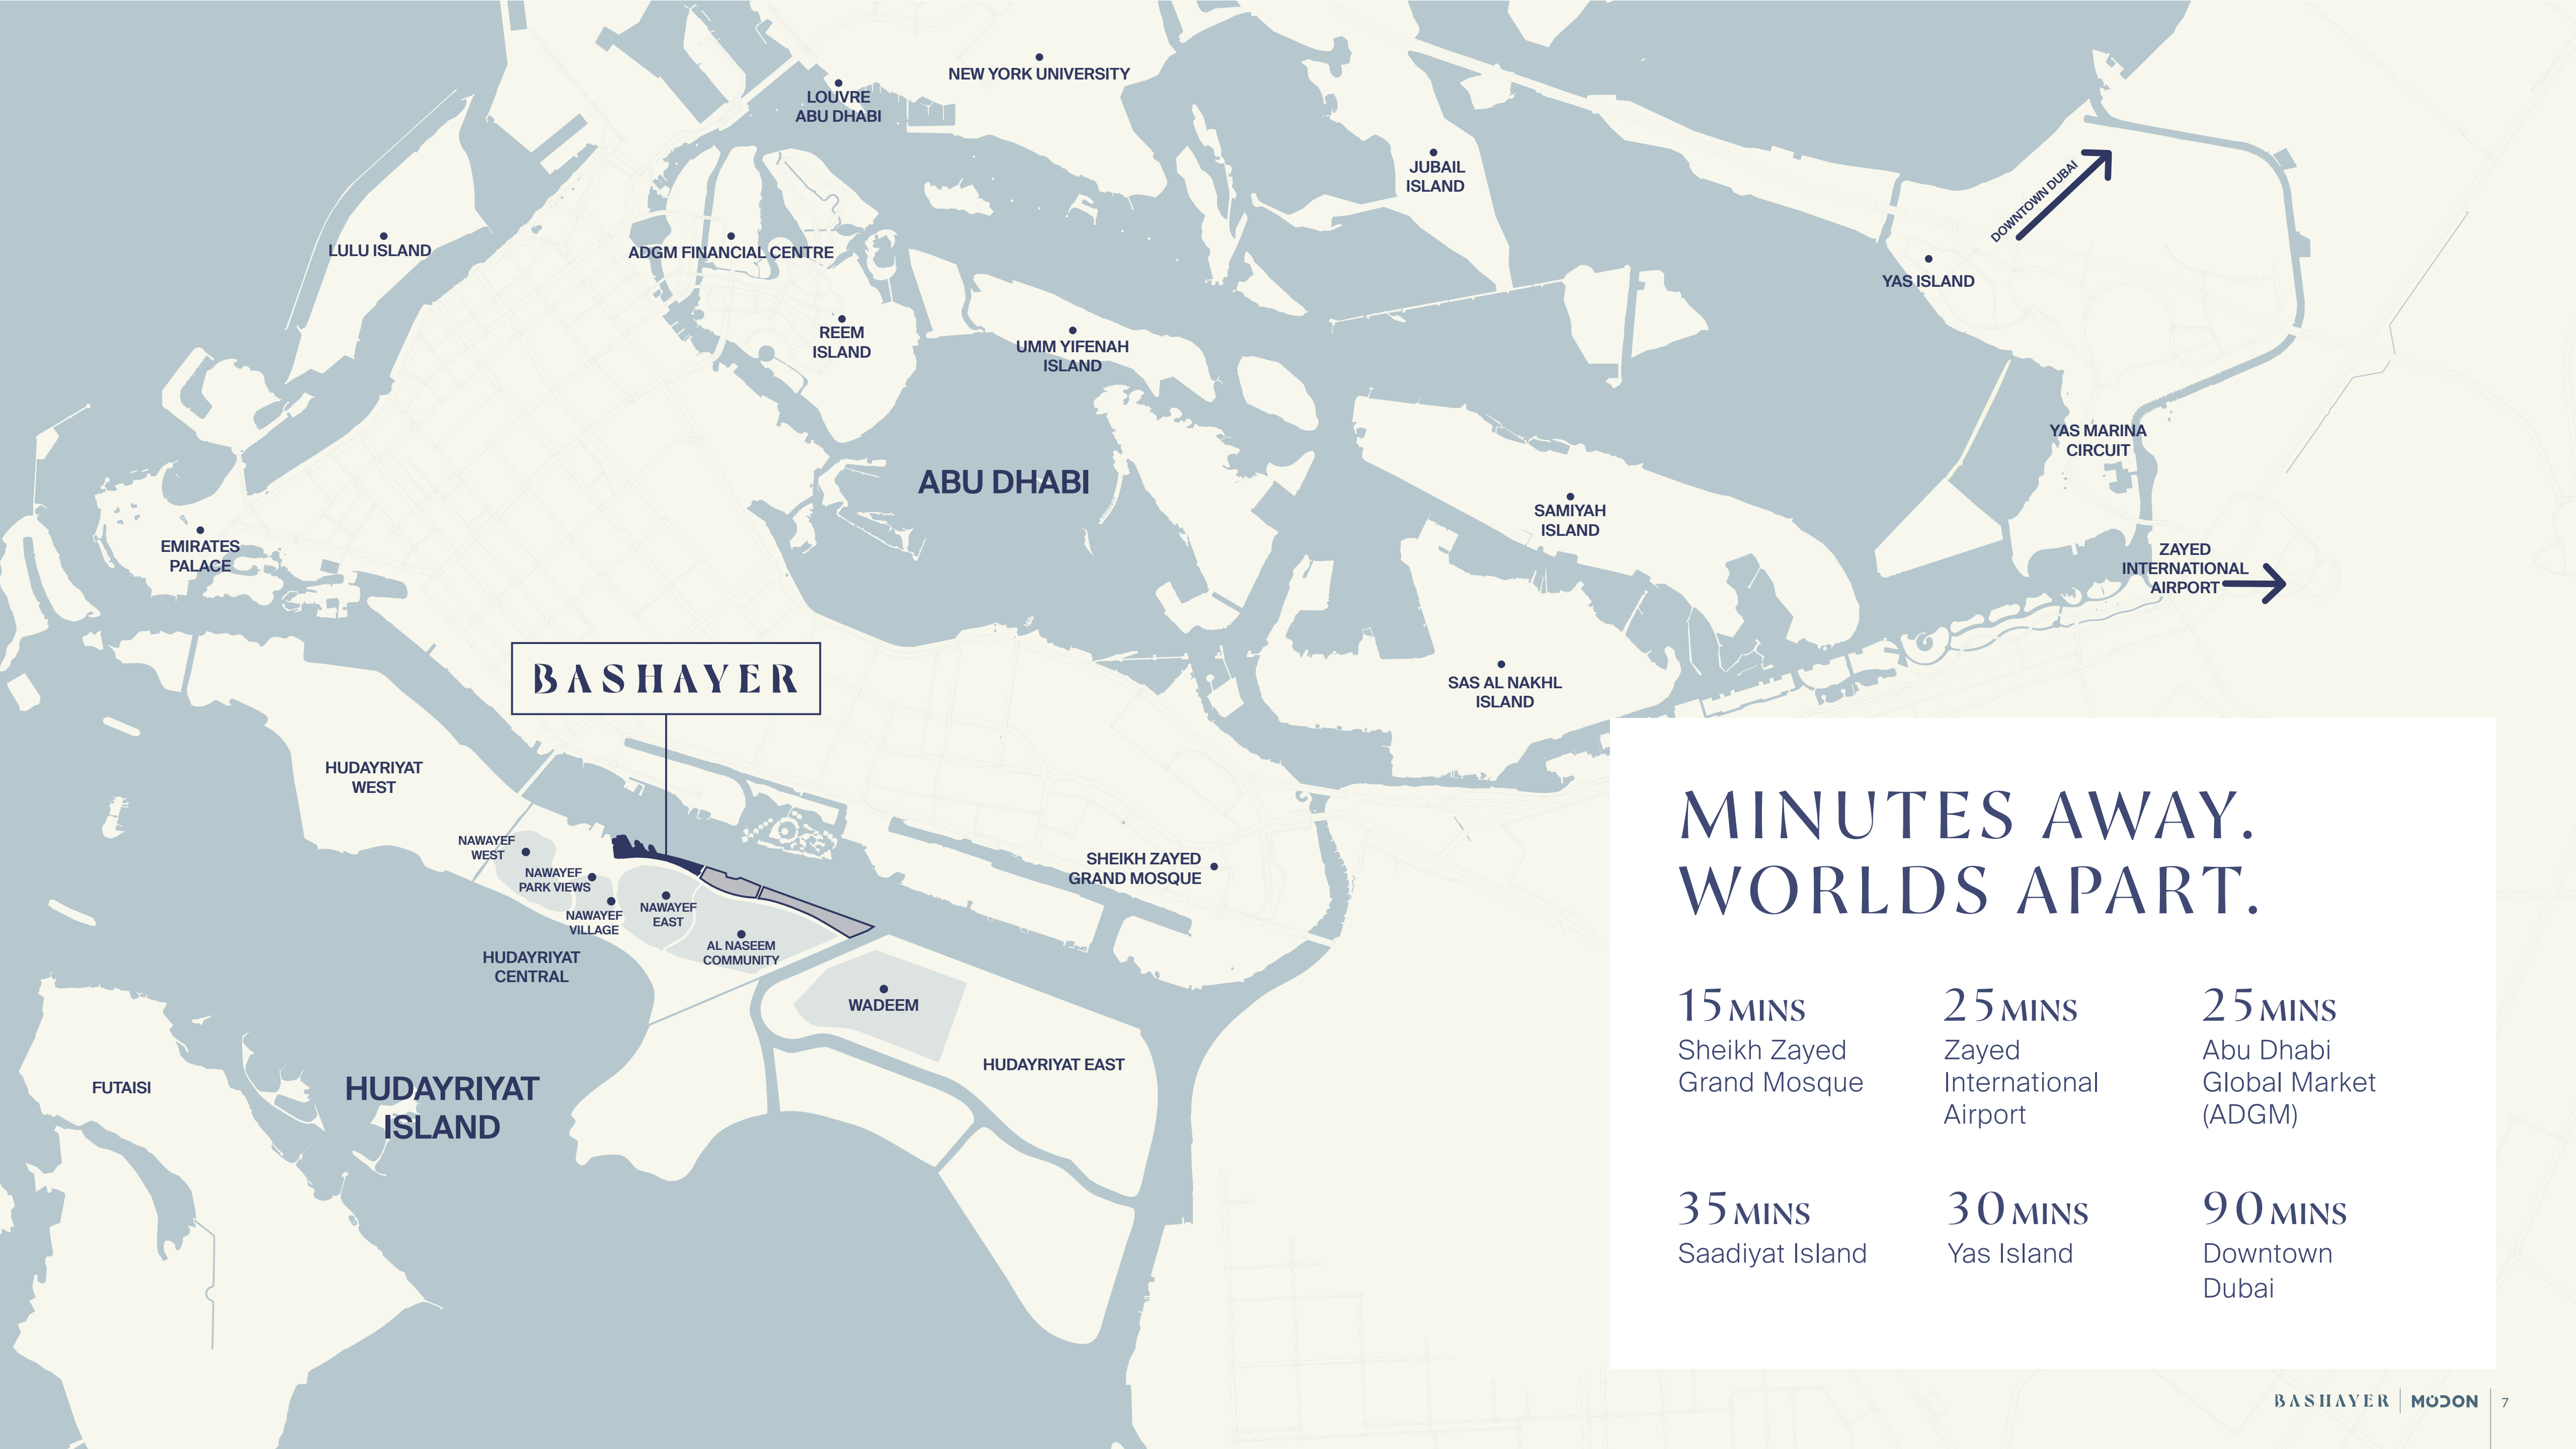 NEW YORK UNIVERSITY
LOUVRE
ABU DHABI
JUBAIL
ISLAND
DOWNTOWN DUBAI
LULU ISLAND
ADGM FINANCIAL CENTRE
YAS ISLAND
REEM
ISLAND
UMM YIFENAH
ISLAND
YAS MARINA
CIRCUIT
ABU DHABI
SAMIYAH
ISLAND
EMIRATES
PALACE
ZAYED
INTERNATIONAL
AIRPORT
BASHAYER
SAS AL NAKHL
ISLAND
HUDAYRIYAT
WEST
NAWAYEF
WEST
NAWAYEF
PARK VIEWS
NAWAYEF
VILLAGE
NAWAYEF
EAST
AL NASEEM
COMMUNITY
SHEIKH ZAYED
GRAND MOSQUE
HUDAYRIYAT
CENTRAL
WADEEM
HUDAYRIYAT EAST
FUTAISI
HUDAYRIYAT
ISLAND
MINUTES AWAY.
WORLDS APART.
15 MINS
Sheikh Zayed
Grand Mosque
25 MINS
Zayed
International
Airport
25 MINS
Abu Dhabi
Global Market
(ADGM)
35 MINS
Saadiyat Island
30 MINS
Yas Island
90 MINS
Downtown
Dubai
BASHAYER | MODON | 7